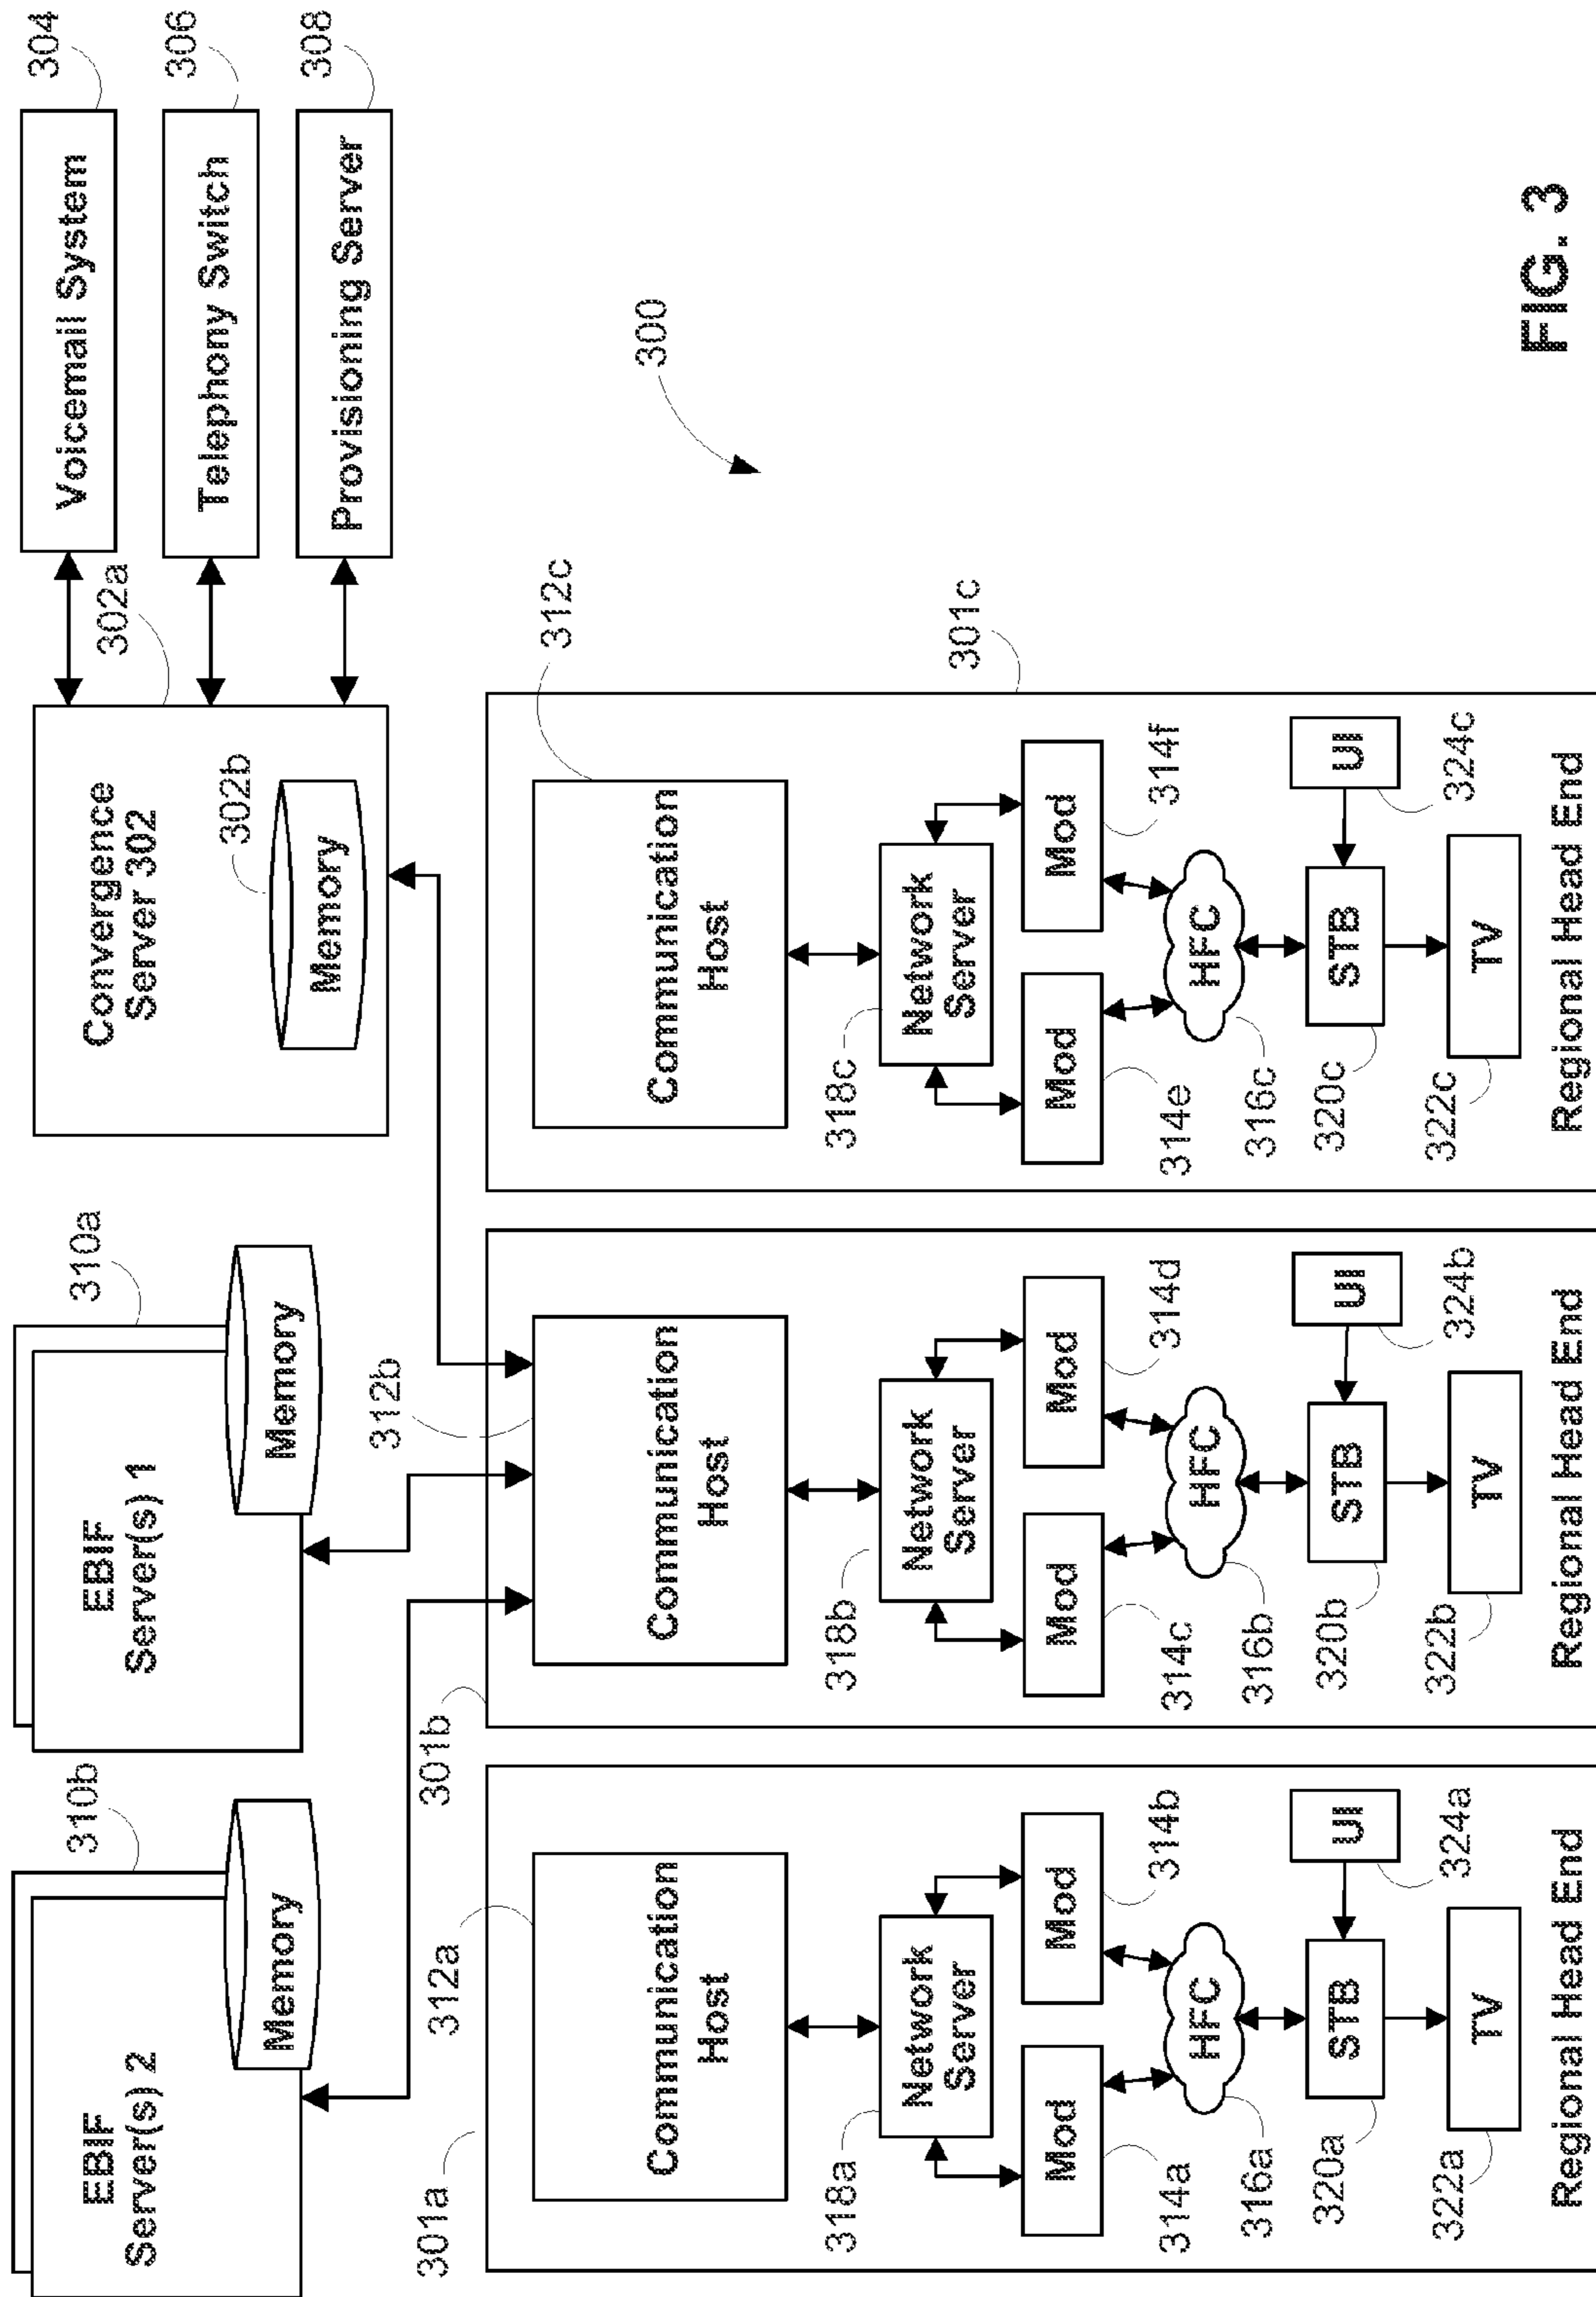 310b
EBIF
Server(s) 2
Memory
310a
EBIF
Server(s) 1
Memory
Convergence
Server 302
302b
Memory
302a
Voicemail System
304
Telephony Switch
306
Provisioning Server
308
300
301a
312a
Communication
Host
318a
Network
Server
Mod
Mod
314a
314b
HFC
316a
STB
320a
UI
324a
TV
322a
Regional Head End
301b
312b
Communication
Host
318b
Network
Server
Mod
Mod
314c
314d
HFC
316b
STB
320b
UI
324b
TV
322b
Regional Head End
301c
312c
Communication
Host
318c
Network
Server
Mod
Mod
314e
314f
HFC
316c
STB
320c
UI
324c
TV
322c
Regional Head End
FIG. 3